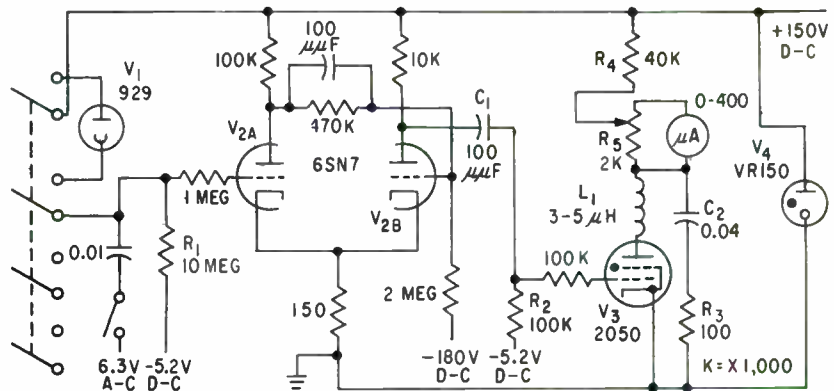 +150V
D-C
V1
929
100K
100
μμF
470K
10K
V2A
6SN7
V2B
C1
100
μμF
R4
40K
0-400
μA
R5
2K
V4
VR150
L1
3-5 μH
C2
0.04
1 MEG
0.01
R1
10 MEG
150
2 MEG
100K
R2
100K
V3
2050
R3
100
6.3V
A-C
-5.2V
D-C
-180V
D-C
-5.2V
D-C
K = X 1,000